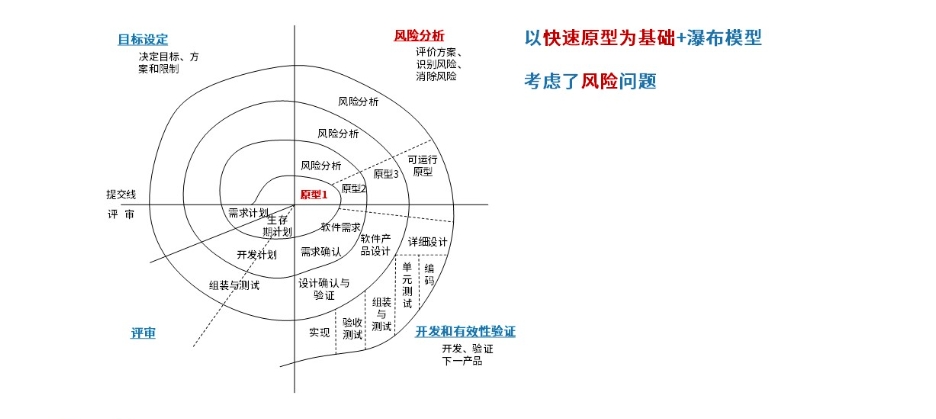 目标设定
决定目标、方
案和限制
风险分析
评价方案、
识别风险、
消除风险
以快速原型为基础+瀑布模型
考虑了风险问题
风险分析
风险分析
风险分析
可运行
原型
原型3
原型2
原型1
提交线
评 审
需求计划
生存
期计划
软件需求
软件产
品设计
详细设计
开发计划
需求确认
组装与测试
设计确认与
验证
单
元
测
试
编
码
组装
与
测试
实现
验收
测试
评审
开发和有效性验证
开发、验证
下一产品